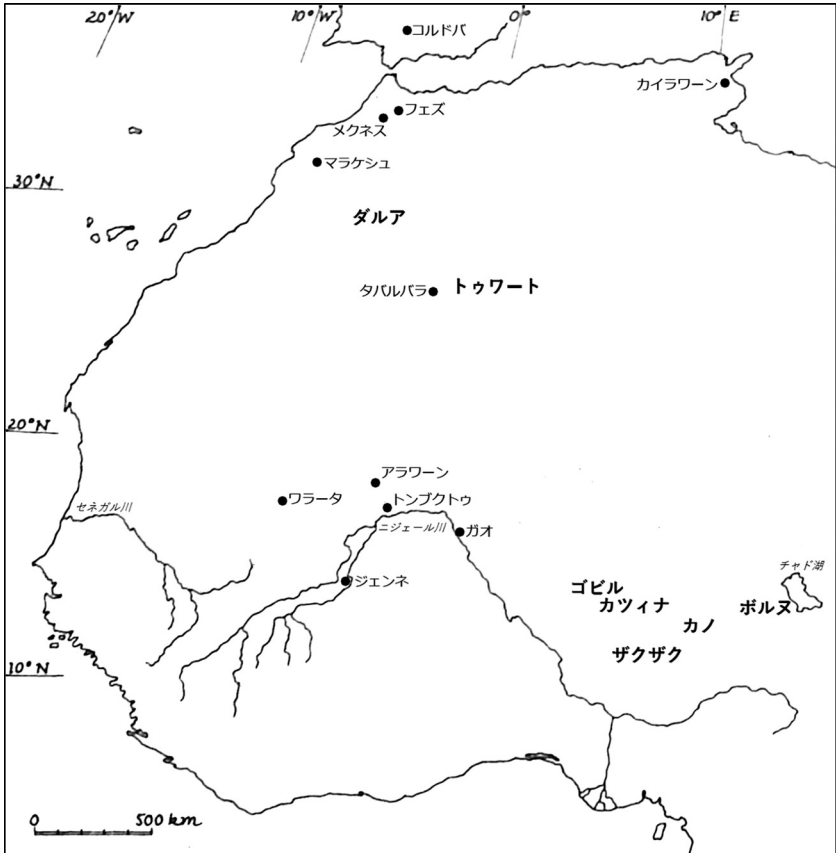 20°W
10°W
0°
10°E
コルドバ
カイラワーン
フェズ
メクネス
マラケシュ
30°N
ダルア
タバルバラ
トゥワート
20°N
アラワーン
ワラータ
トンブクトゥ
セネガル川
ニジェール川
ガオ
ジェンネ
チャド湖
ゴビル
カツィナ
ボルヌ
カノ
ザクザク
10°N
0
500 km